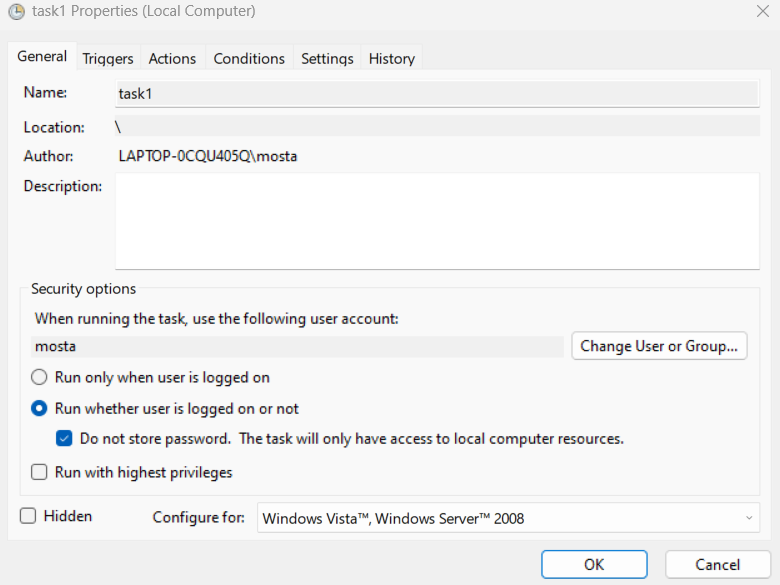 task1 Properties (Local Computer)
General Triggers Actions Conditions Settings History
Name: task1
Location: \
Author: LAPTOP-0CQU405Q\mosta
Description:
Security options
When running the task, use the following user account:
mosta Change User or Group...
Run only when user is logged on
Run whether user is logged on or not
Do not store password. The task will only have access to local computer resources.
Run with highest privileges
Hidden Configure for: Windows Vista™, Windows Server™ 2008
OK Cancel